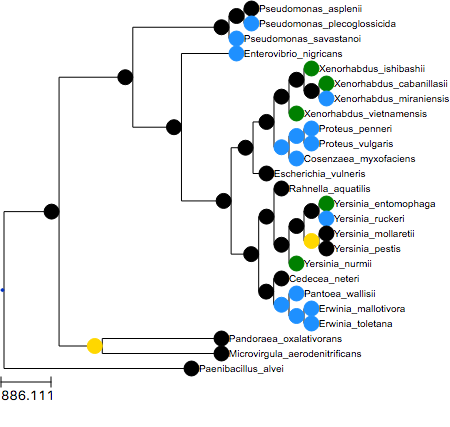 Pseudomonas_asplenii
Pseudomonas_plecoglossicida
Pseudomonas_savastanoi
Enterovibrio_nigricans
Xenorhabdus_ishibashii
Xenorhabdus_cabanillasii
Xenorhabdus_miraniensis
Xenorhabdus_vietnamensis
Proteus_penneri
Proteus_vulgaris
Cosenzaea_myxofaciens
Escherichia_vulneris
Rahnella_aquatilis
Yersinia_entomophaga
Yersinia_ruckeri
Yersinia_mollaretii
Yersinia_pestis
Yersinia_nurmii
Cedecea_neteri
Pantoea_wallisii
Erwinia_mallotivora
Erwinia_toletana
Pandoraea_oxalativorans
Microvirgula_aerodenitrificans
Paenibacillus_alvei
886.111